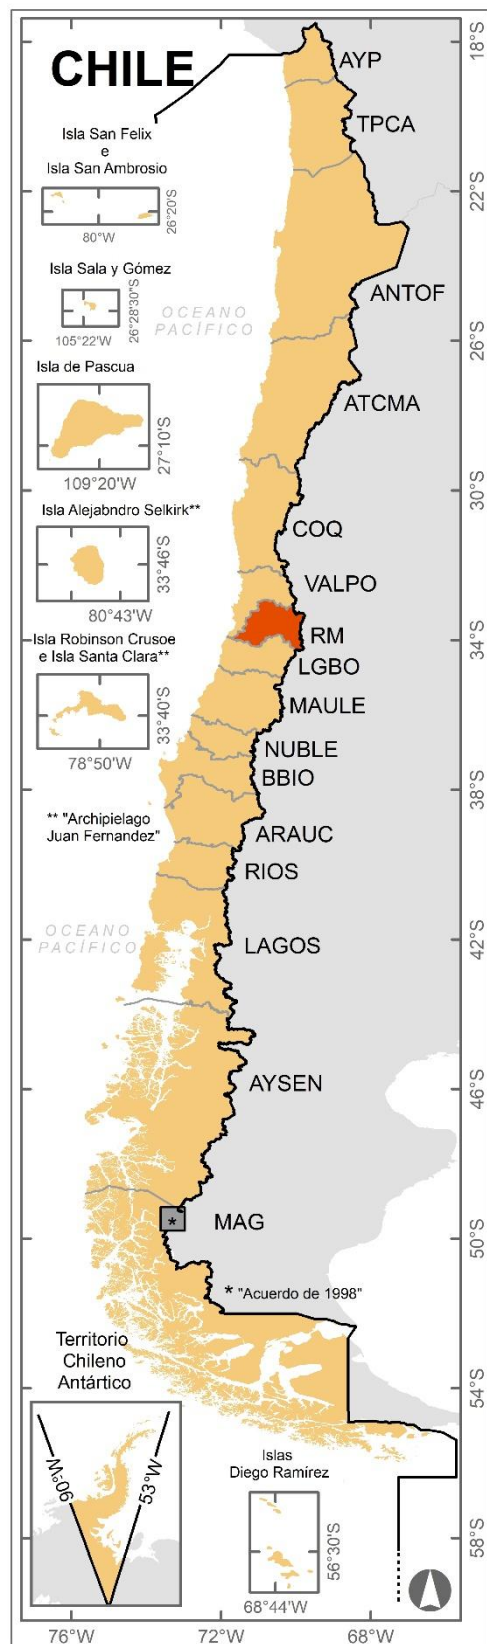 CHILE
Isla San Felix
e
Isla San Ambrosio
80°W
26°20'S
Isla Sala y Gómez
105°22'W
26°28'30"S
Isla de Pascua
109°20'W
27°10'S
Isla Alejabndro Selkirk**
80°43'W
33°46'S
Isla Robinson Crusoe
e Isla Santa Clara**
78°50'W
33°40'S
** "Archipielago
Juan Fernandez"
OCEANO
PACÍFICO
OCEANO
PACÍFICO
AYP
TPCA
ANTOF
ATCMA
COQ
VALPO
RM
LGBO
MAULE
NUBLE
BBIO
ARAUC
RIOS
LAGOS
AYSEN
MAG
*
* "Acuerdo de 1998"
Territorio
Chileno
Antártico
90°W
53°W
Islas
Diego Ramírez
56°30'S
68°44'W
18°S
22°S
26°S
30°S
34°S
38°S
42°S
46°S
50°S
54°S
58°S
76°W
72°W
68°W